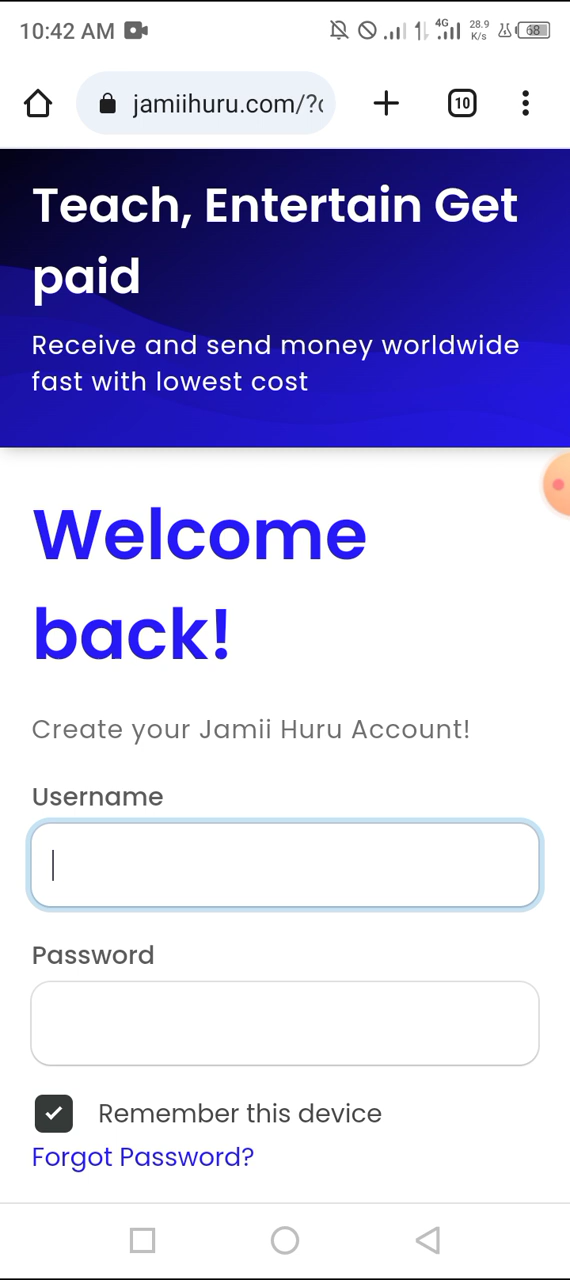 10:42 AM 4G 28.9 K/s 68
jamiihuru.com/?c 10
Teach, Entertain Get
paid
Receive and send money worldwide
fast with lowest cost
Welcome
back!
Create your Jamii Huru Account!
Username
Password
Remember this device
Forgot Password?